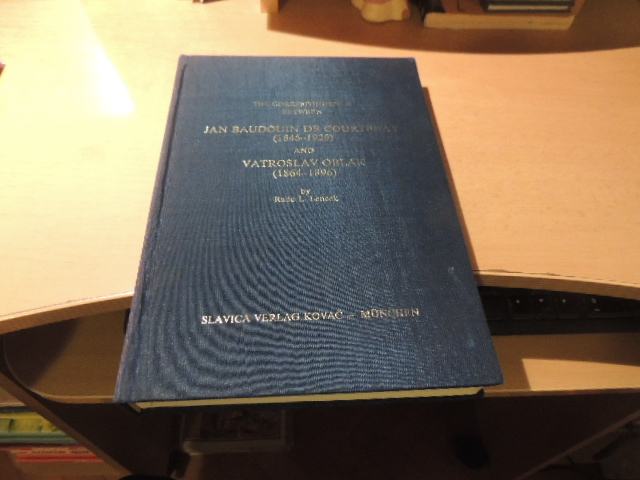 THE CORRESPONDENCE
BETWEEN
JAN BAUDOUIN DE COURTENAY
(1845-1929)
AND
VATROSLAV OBLAK
(1864-1896)
by
Rado L. Lencek
SLAVICA VERLAG KOVAČ – MÜNCHEN